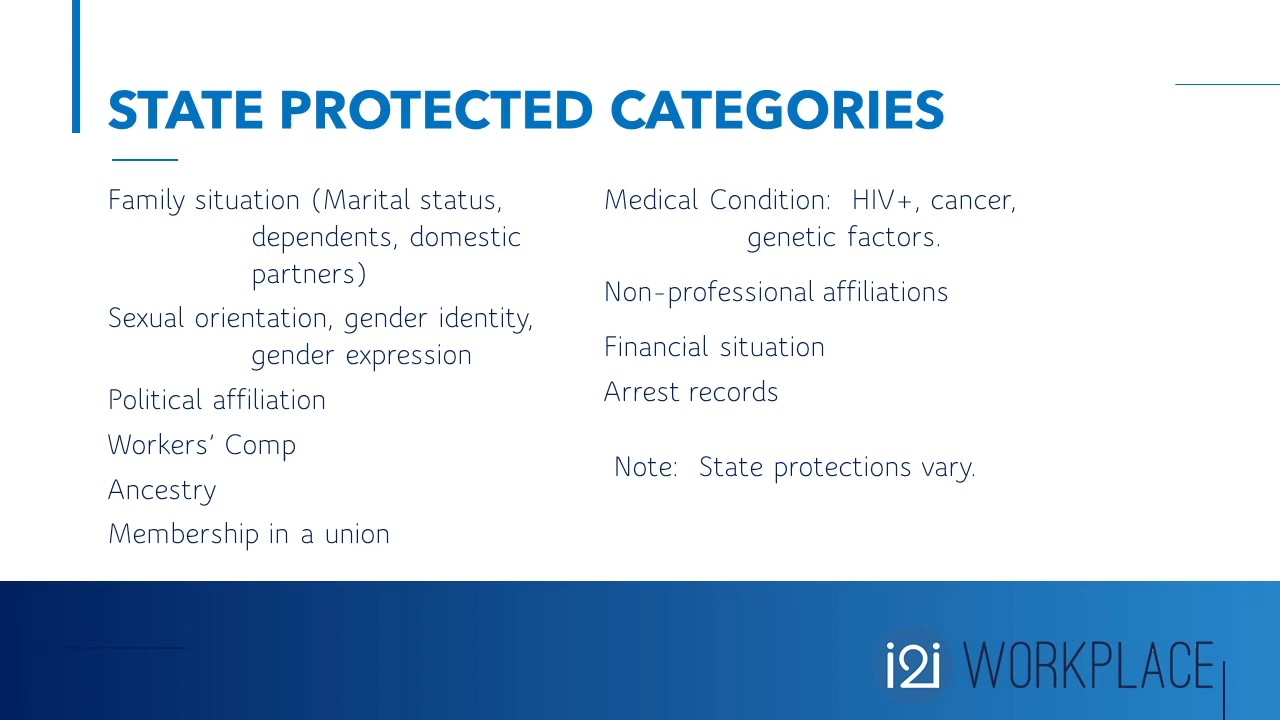 STATE PROTECTED CATEGORIES
Family situation (Marital status,
dependents, domestic
partners)
Sexual orientation, gender identity,
gender expression
Political affiliation
Workers’ Comp
Ancestry
Membership in a union
Medical Condition:  HIV+, cancer,
genetic factors.
Non-professional affiliations
Financial situation
Arrest records
Note:  State protections vary.
i2i WORKPLACE